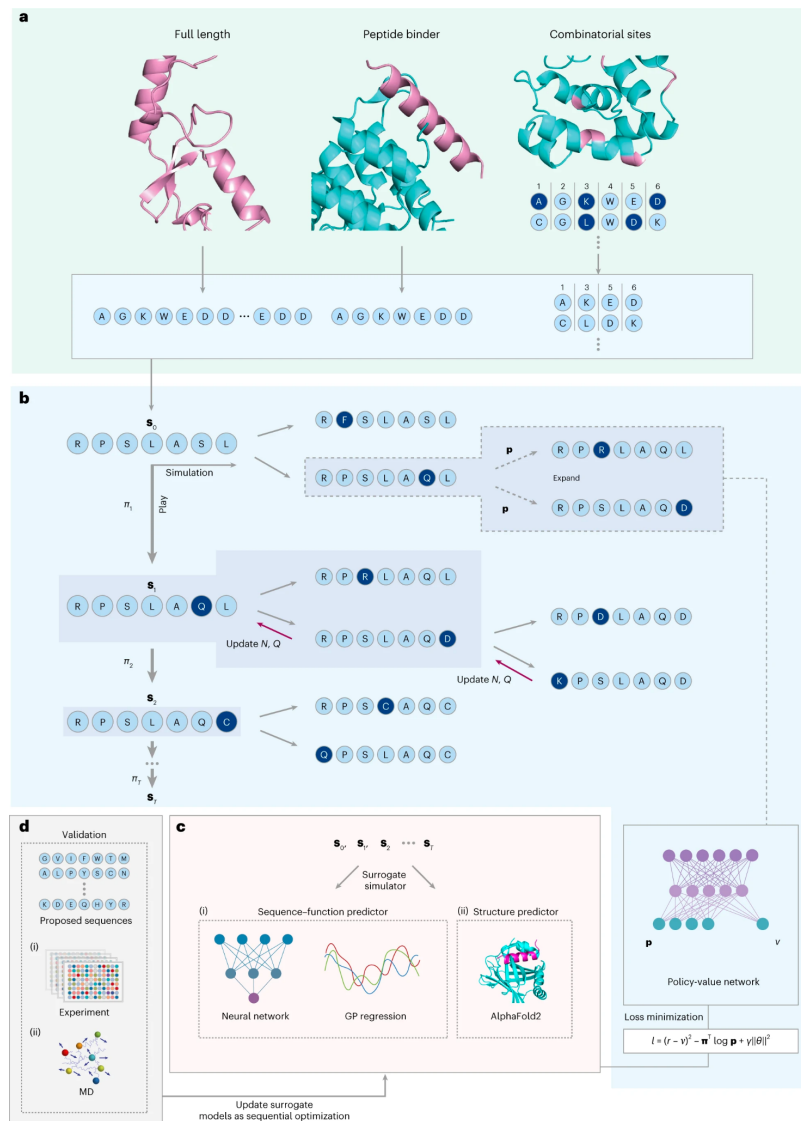 a
Full length
Peptide binder
Combinatorial sites
1 2 3 4 5 6
A G K W E D
C G L W D K
A G K W E D D ··· E D D
A G K W E D D
1 3 5 6
A K E D
C L D K
b
s0
R P S L A S L
R F S L A S L
Simulation
R P S L A Q L
p
R P R L A Q L
Expand
p
R P S L A Q D
π1
Play
s1
R P S L A Q L
R P R L A Q L
R P S L A Q D
Update N, Q
R P D L A Q D
K P S L A Q D
Update N, Q
π2
s2
R P S L A Q C
R P S C A Q C
Q P S L A Q C
πT
sT
d
Validation
G V I F W T M
A L P Y S C N
K D E Q H Y R
Proposed sequences
(i)
Experiment
(ii)
MD
c
s0, s1, s2 ··· sT
Surrogate
simulator
(i)
Sequence–function predictor
Neural network
GP regression
(ii)
Structure predictor
AlphaFold2
p
v
Policy-value network
Loss minimization
l = (r – v)² – πᵀ log p + γ||θ||²
Update surrogate
models as sequential optimization